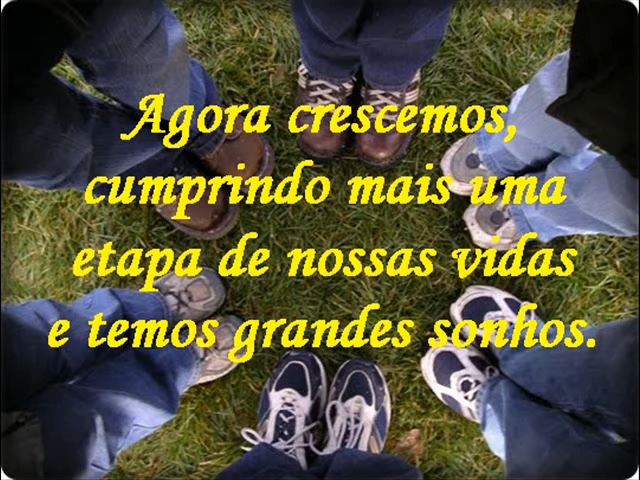 Agora crescemos,
cumprindo mais uma
etapa de nossas vidas
e temos grandes sonhos.